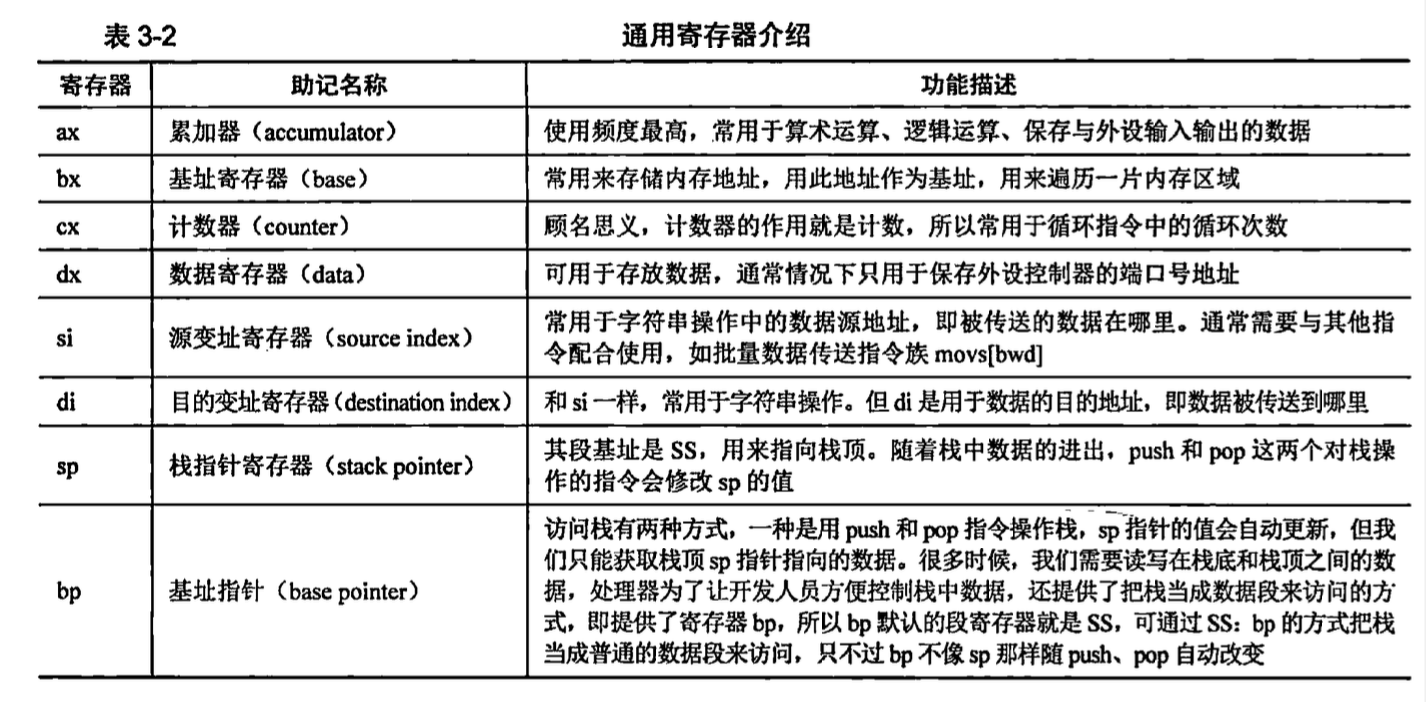 表 3-2 通用寄存器介绍
寄存器 助记名称 功能描述
ax 累加器（accumulator） 使用频度最高，常用于算术运算、逻辑运算、保存与外设输入输出的数据
bx 基址寄存器（base） 常用来存储内存地址，用此地址作为基址，用来遍历一片内存区域
cx 计数器（counter） 顾名思义，计数器的作用就是计数，所以常用于循环指令中的循环次数
dx 数据寄存器（data） 可用于存放数据，通常情况下只用于保存外设控制器的端口号地址
si 源变址寄存器（source index） 常用于字符串操作中的数据源地址，即被传送的数据在哪里。通常需要与其他指
令配合使用，如批量数据传送指令族 movs[bwd]
di 目的变址寄存器（destination index） 和 si 一样，常用于字符串操作。但 di 是用于数据的目的地址，即数据被传送到哪里
sp 栈指针寄存器（stack pointer） 其段基址是 SS，用来指向栈顶。随着栈中数据的进出，push 和 pop 这两个对栈操
作的指令会修改 sp 的值
bp 基址指针（base pointer） 访问栈有两种方式，一种是用 push 和 pop 指令操作栈，sp 指针的值会自动更新，但我
们只能获取栈顶 sp 指针指向的数据。很多时候，我们需要读写在栈底和栈顶之间的数
据，处理器为了让开发人员方便控制栈中数据，还提供了把栈当成数据段来访问的方
式，即提供了寄存器 bp，所以 bp 默认的段寄存器就是 SS，可通过 SS：bp 的方式把栈
当成普通的数据段来访问，只不过 bp 不像 sp 那样随 push、pop 自动改变